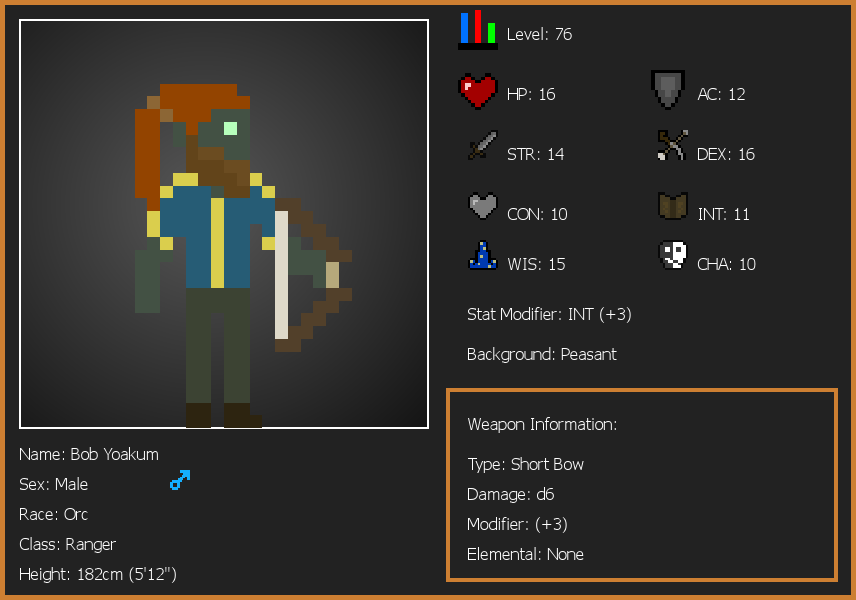 Level: 76
HP: 16
AC: 12
STR: 14
DEX: 16
CON: 10
INT: 11
WIS: 15
CHA: 10
Stat Modifier: INT (+3)
Background: Peasant
Weapon Information:
Type: Short Bow
Damage: d6
Modifier: (+3)
Elemental: None
Name: Bob Yoakum
Sex: Male
Race: Orc
Class: Ranger
Height: 182cm (5'12")